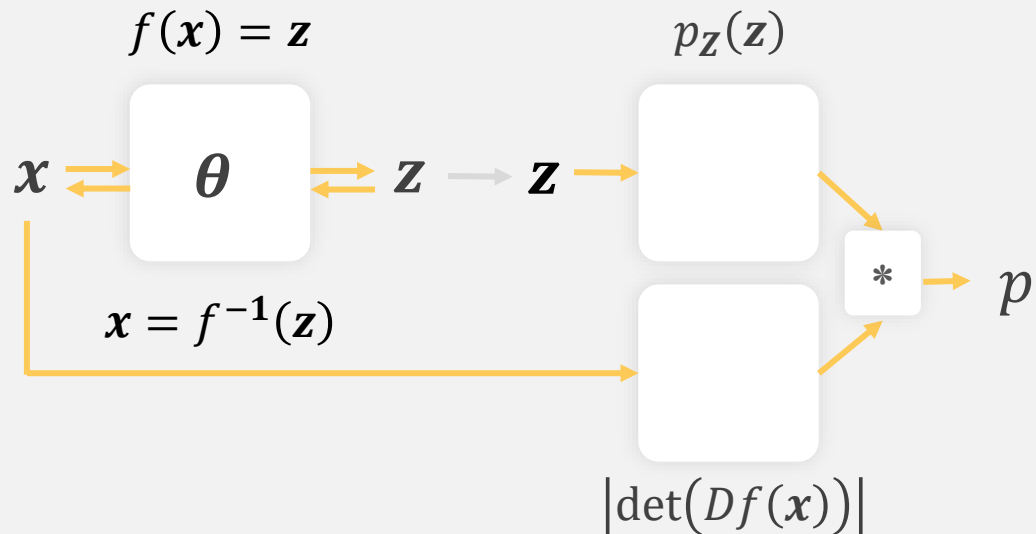 f(x) = z
p_Z(z)
x
θ
z
z
*
p
x = f⁻¹(z)
|det(Df(x))|